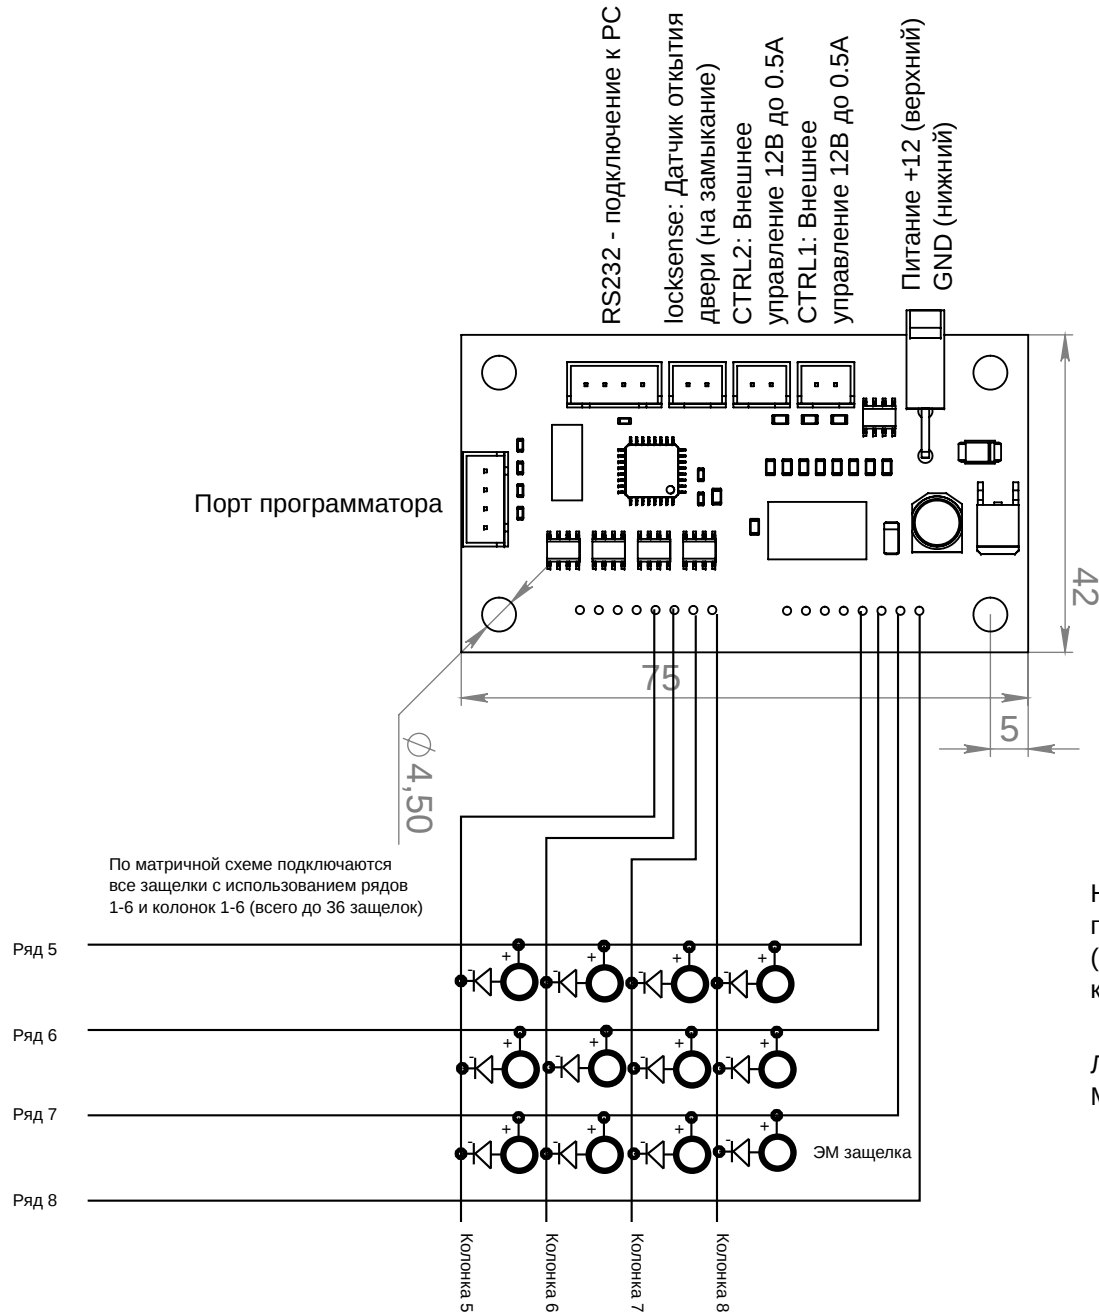 RS232 - подключение к PC
locksense: Датчик откытия
двери (на замыкание)
CTRL2: Внешнее
управление 12В до 0.5А
CTRL1: Внешнее
управление 12В до 0.5А
Питание +12 (верхний)
GND (нижний)
Порт программатора
42
75
5
∅4,50
По матричной схеме подключаются
все защелки с использованием рядов
1-6 и колонок 1-6 (всего до 36 защелок)
Ряд 5
+ - + - + - + -
Ряд 6
+ - + - + - + -
Ряд 7
+ - + - + - + -
ЭМ защелка
Ряд 8
Колонка 5
Колонка 6
Колонка 7
Колонка 8